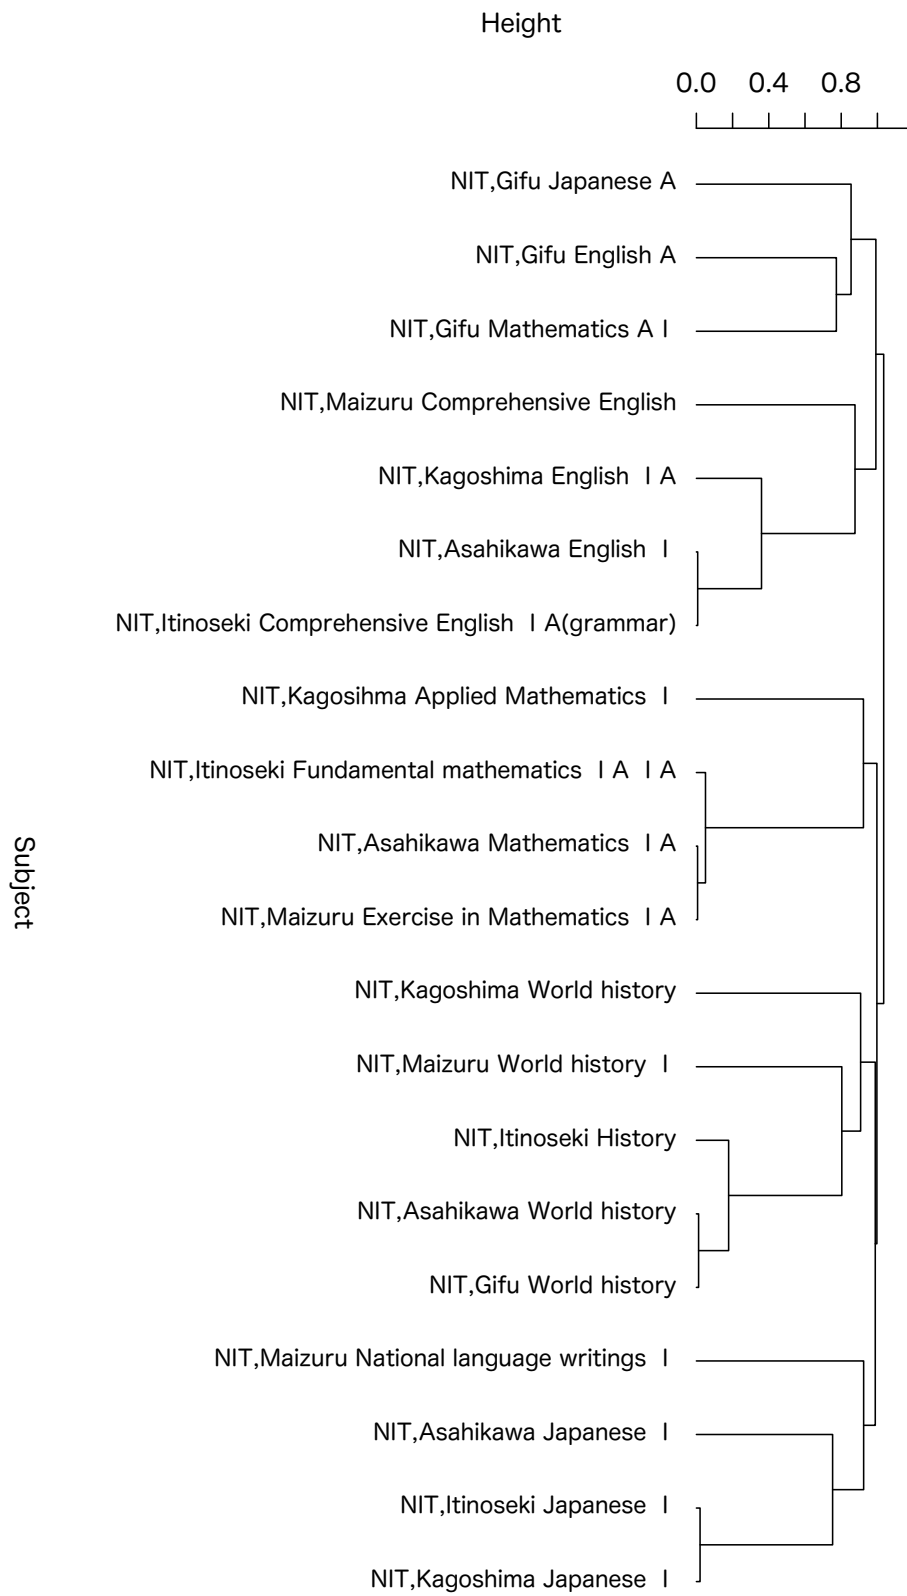 Height
0.0 0.4 0.8
NIT,Gifu Japanese A
NIT,Gifu English A
NIT,Gifu Mathematics A I
NIT,Maizuru Comprehensive English
NIT,Kagoshima English I A
NIT,Asahikawa English I
NIT,Itinoseki Comprehensive English I A(grammar)
NIT,Kagosihma Applied Mathematics I
NIT,Itinoseki Fundamental mathematics I A I A
NIT,Asahikawa Mathematics I A
Subject
NIT,Maizuru Exercise in Mathematics I A
NIT,Kagoshima World history
NIT,Maizuru World history I
NIT,Itinoseki History
NIT,Asahikawa World history
NIT,Gifu World history
NIT,Maizuru National language writings I
NIT,Asahikawa Japanese I
NIT,Itinoseki Japanese I
NIT,Kagoshima Japanese I